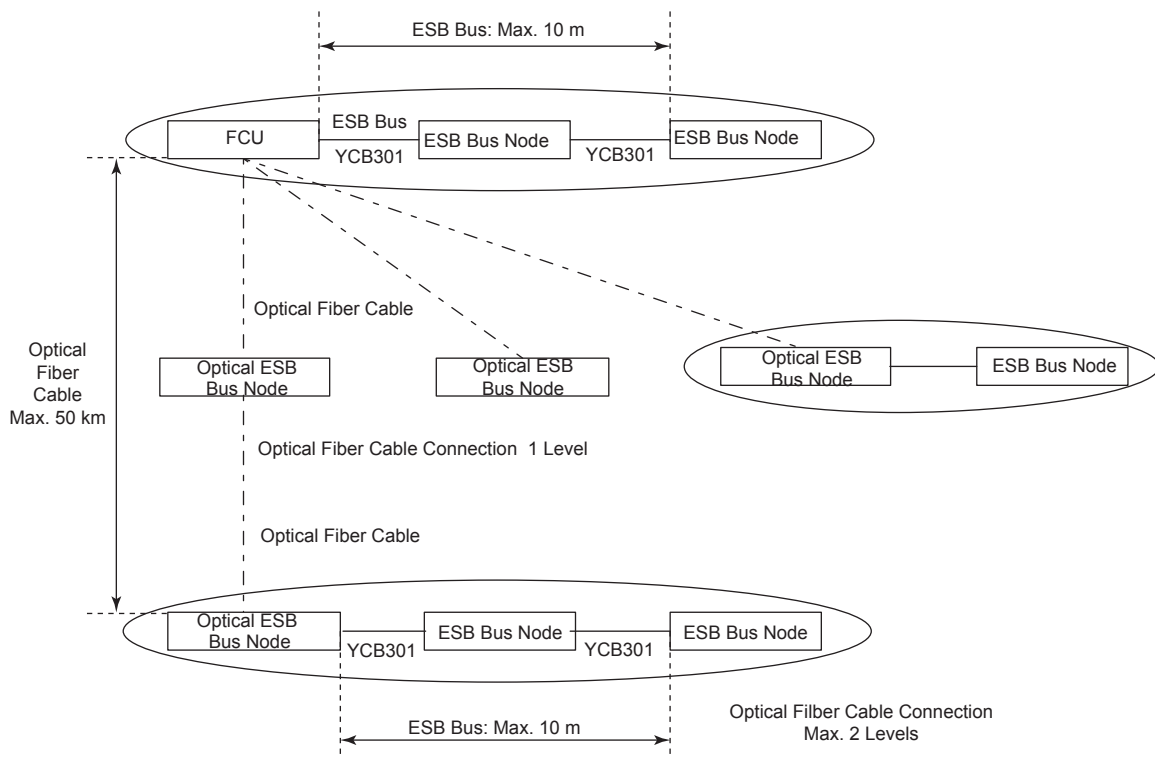 ESB Bus: Max. 10 m
FCU
ESB Bus
YCB301
ESB Bus Node
YCB301
ESB Bus Node
Optical Fiber Cable
Optical
Fiber
Cable
Max. 50 km
Optical ESB
Bus Node
Optical ESB
Bus Node
Optical ESB
Bus Node
ESB Bus Node
Optical Fiber Cable Connection 1 Level
Optical Fiber Cable
Optical ESB
Bus Node
YCB301
ESB Bus Node
YCB301
ESB Bus Node
ESB Bus: Max. 10 m
Optical Filber Cable Connection
Max. 2 Levels